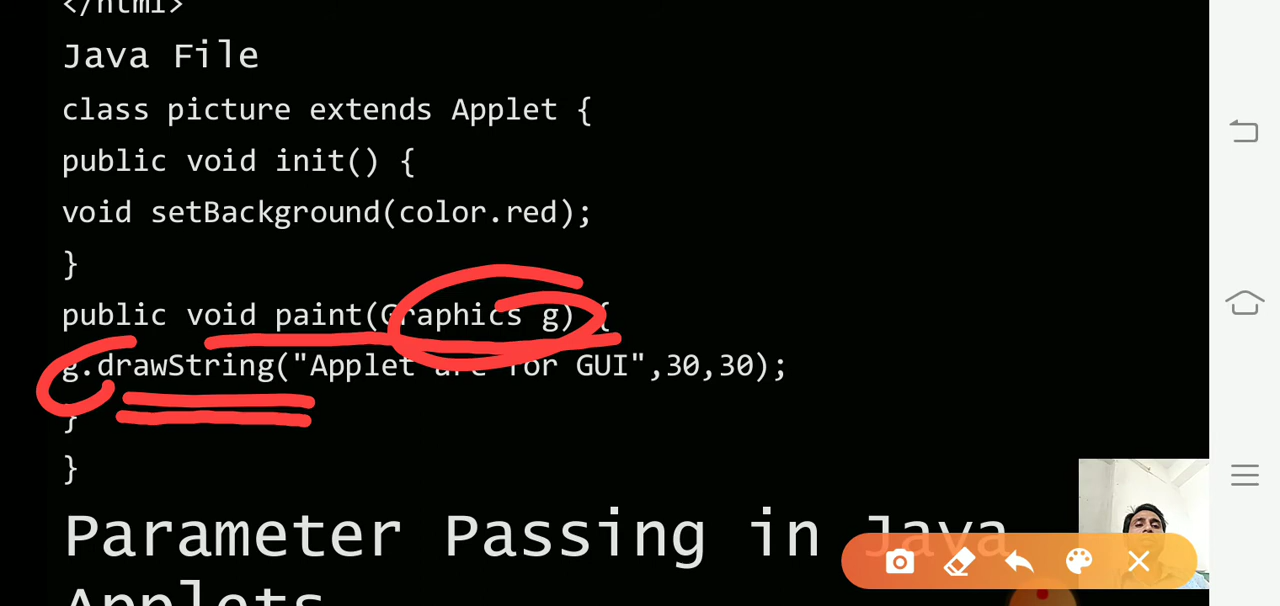 </html>
Java File
class picture extends Applet {
public void init() {
void setBackground(color.red);
}
public void paint(Graphics g) {
g.drawString("Applet are for GUI",30,30);
}
}
Parameter Passing in Java
Applets